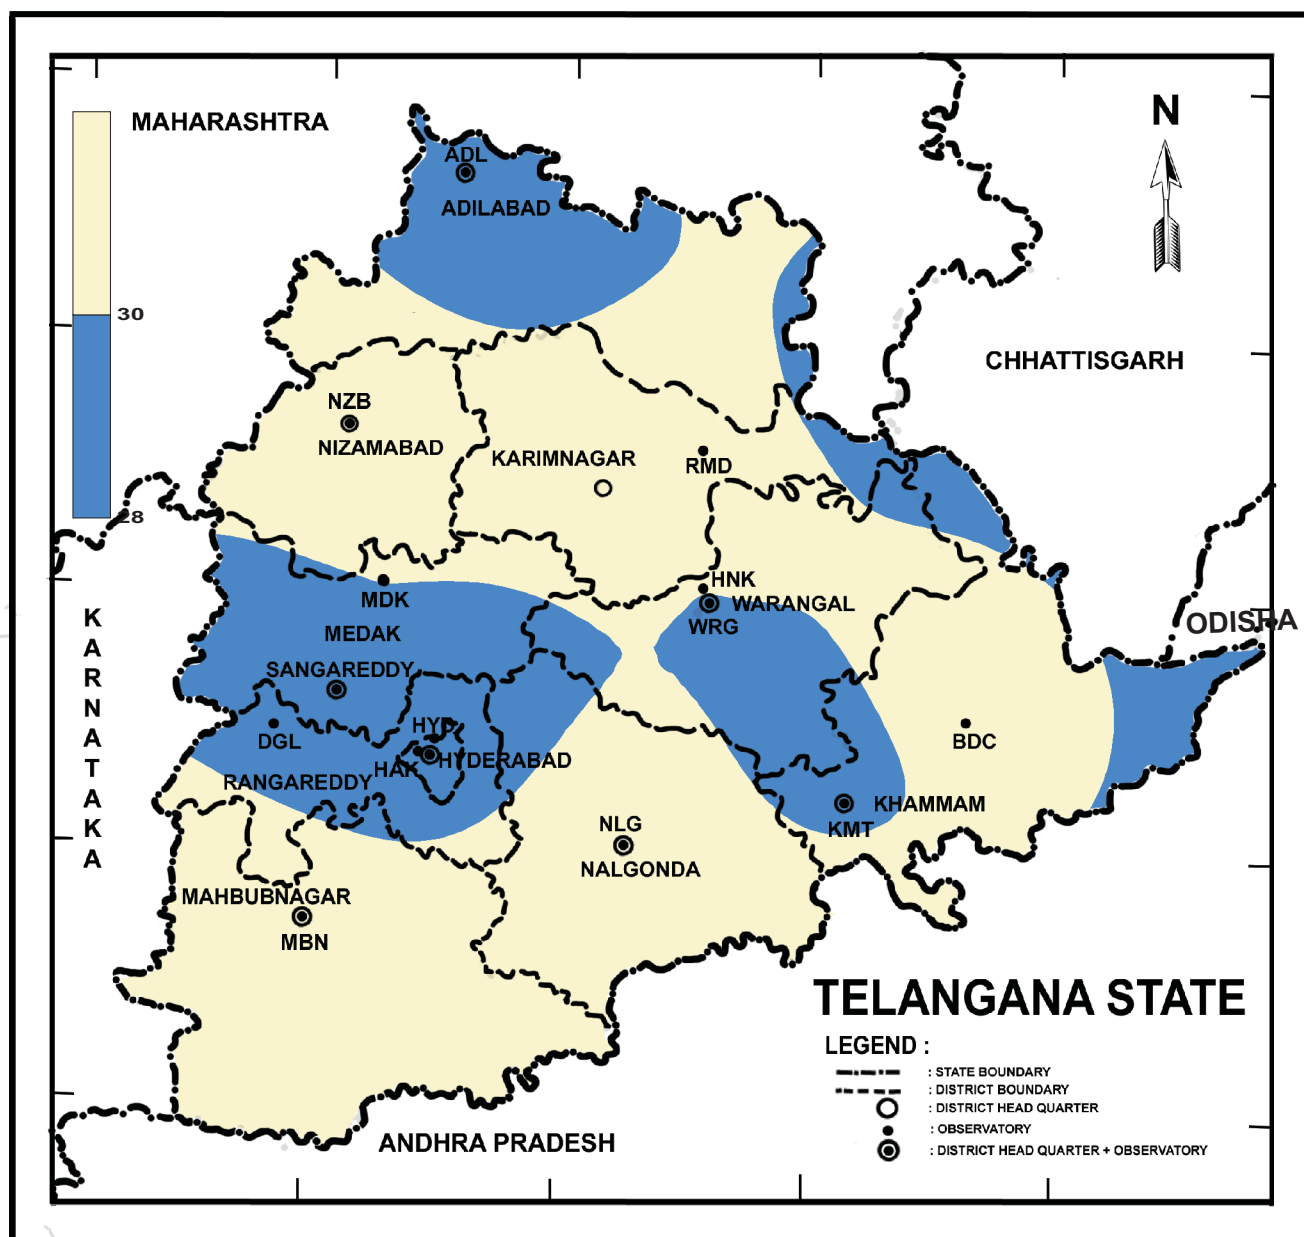 MAHARASHTRA
N
ADL
ADILABAD
30
CHHATTISGARH
NZB
NIZAMABAD
KARIMNAGAR
RMD
28
HNK
MDK
WARANGAL
WRG
MEDAK
KARNATAKA
ODISHA
SANGAREDDY
HYD
DGL
BDC
HAK
HYDERABAD
RANGAREDDY
KHAMMAM
KMT
NLG
NALGONDA
MAHBUBNAGAR
MBN
TELANGANA STATE
LEGEND :
: STATE BOUNDARY
: DISTRICT BOUNDARY
: DISTRICT HEAD QUARTER
: OBSERVATORY
: DISTRICT HEAD QUARTER + OBSERVATORY
ANDHRA PRADESH